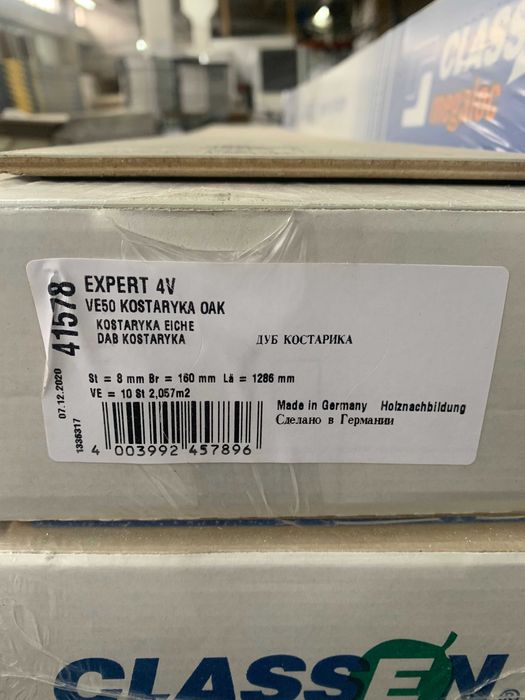 CLASSEN
megaloc
EXPERT 4V
VE50 KOSTARYKA OAK
KOSTARYKA EICHE
DAB KOSTARYKA
ДУБ КОСТАРИКА
St = 8 mm Br = 160 mm Lä = 1286 mm
VE = 10 St 2,057m2
Made in Germany Holznachbildung
Сделано в Германии
4 003992 457896
41578
07.12.2020
1336317
CLASSEN